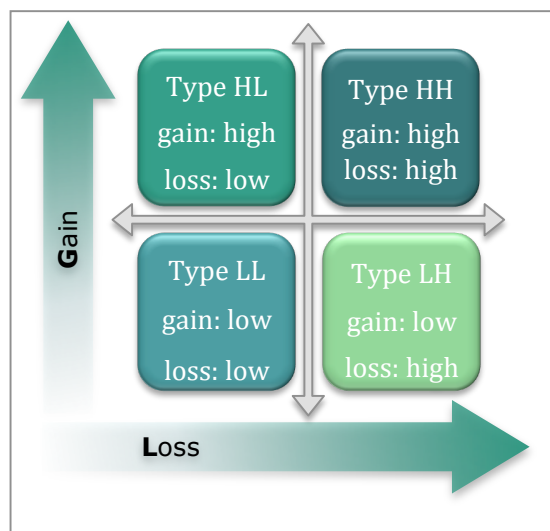 Type HL
gain: high
loss: low
Type HH
gain: high
loss: high
Gain
Type LL
gain: low
loss: low
Type LH
gain: low
loss: high
Loss